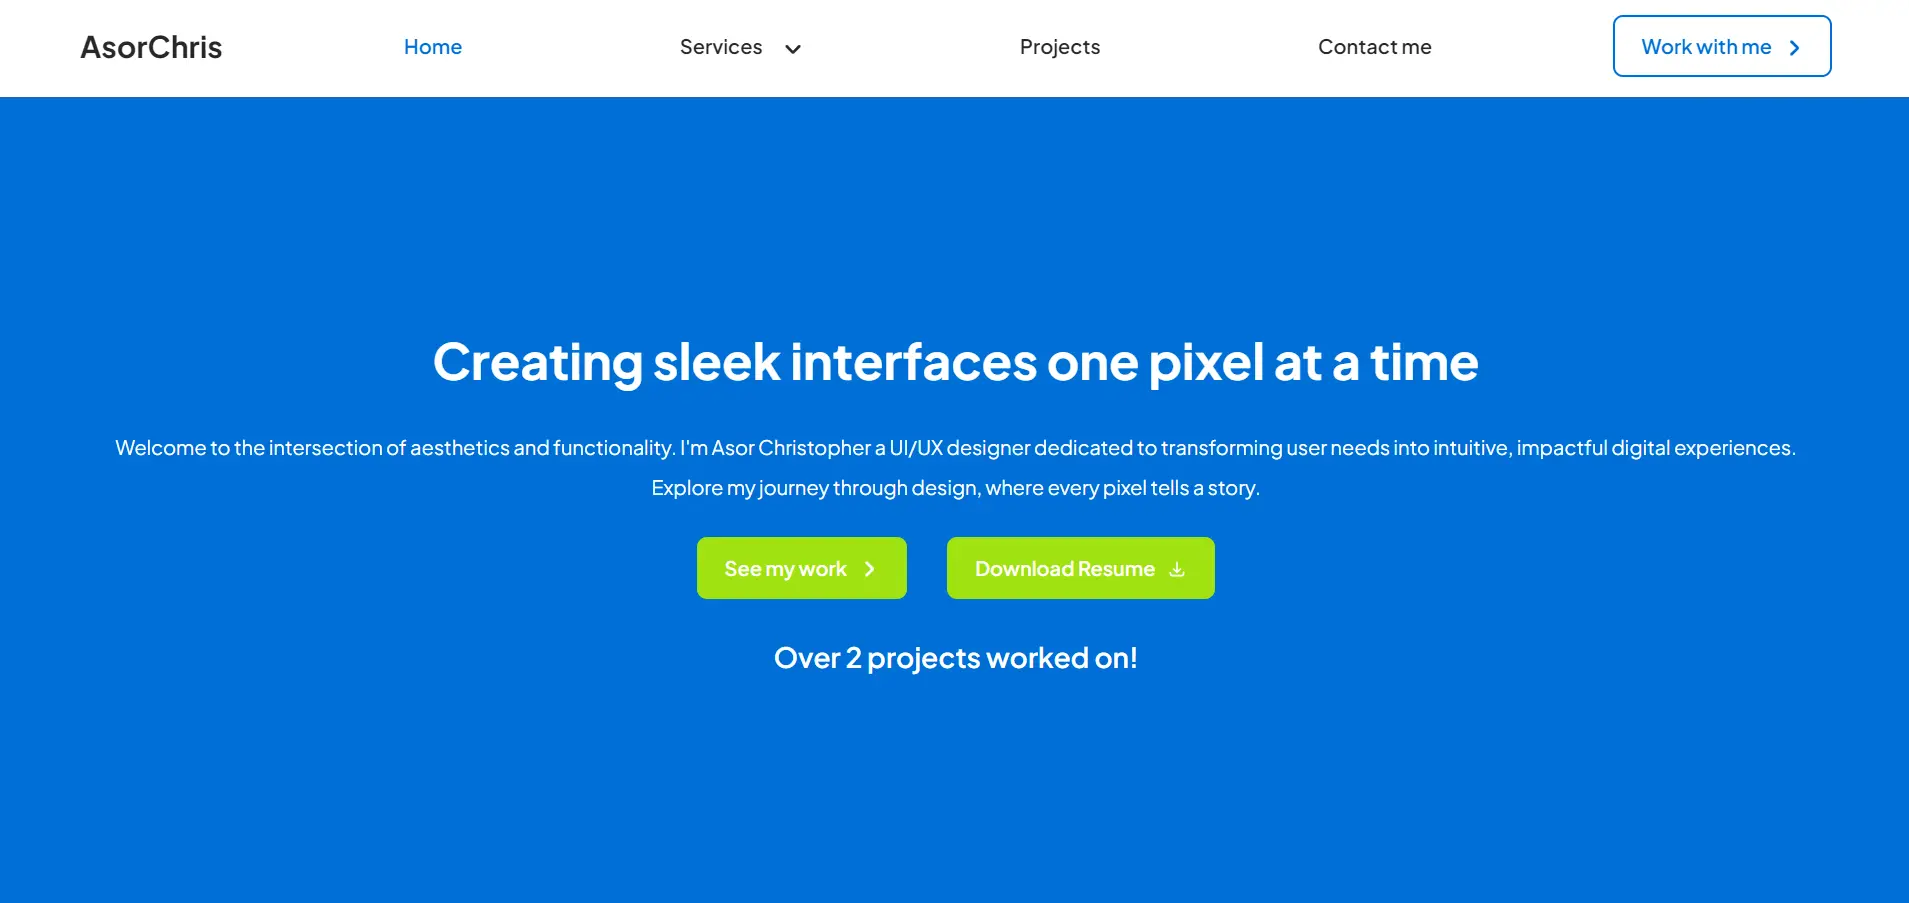 AsorChris
Home
Services
Projects
Contact me
Work with me
Creating sleek interfaces one pixel at a time
Welcome to the intersection of aesthetics and functionality. I'm Asor Christopher a UI/UX designer dedicated to transforming user needs into intuitive, impactful digital experiences.
Explore my journey through design, where every pixel tells a story.
See my work
Download Resume
Over 2 projects worked on!